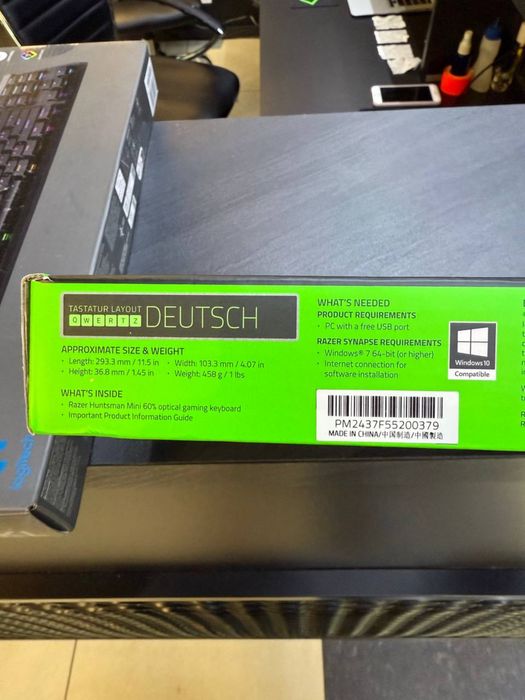 TASTATUR LAYOUT
QWERTZ
DEUTSCH
APPROXIMATE SIZE & WEIGHT
• Length: 293.3 mm / 11.5 in • Width: 103.3 mm / 4.07 in
• Height: 36.8 mm / 1.45 in • Weight: 458 g / 1 lbs
WHAT'S INSIDE
• Razer Huntsman Mini 60% optical gaming keyboard
• Important Product Information Guide
WHAT'S NEEDED
PRODUCT REQUIREMENTS
• PC with a free USB port
RAZER SYNAPSE REQUIREMENTS
• Windows® 7 64-bit (or higher)
• Internet connection for
software installation
Windows 10
Compatible
PM2437F55200379
MADE IN CHINA/中国制造/中國製造
logitech